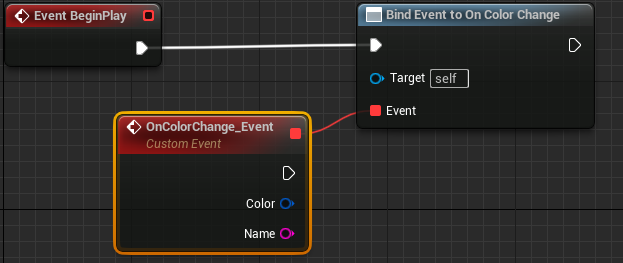 Event BeginPlay
Bind Event to On Color Change
Target self
Event
OnColorChange_Event
Custom Event
Color
Name